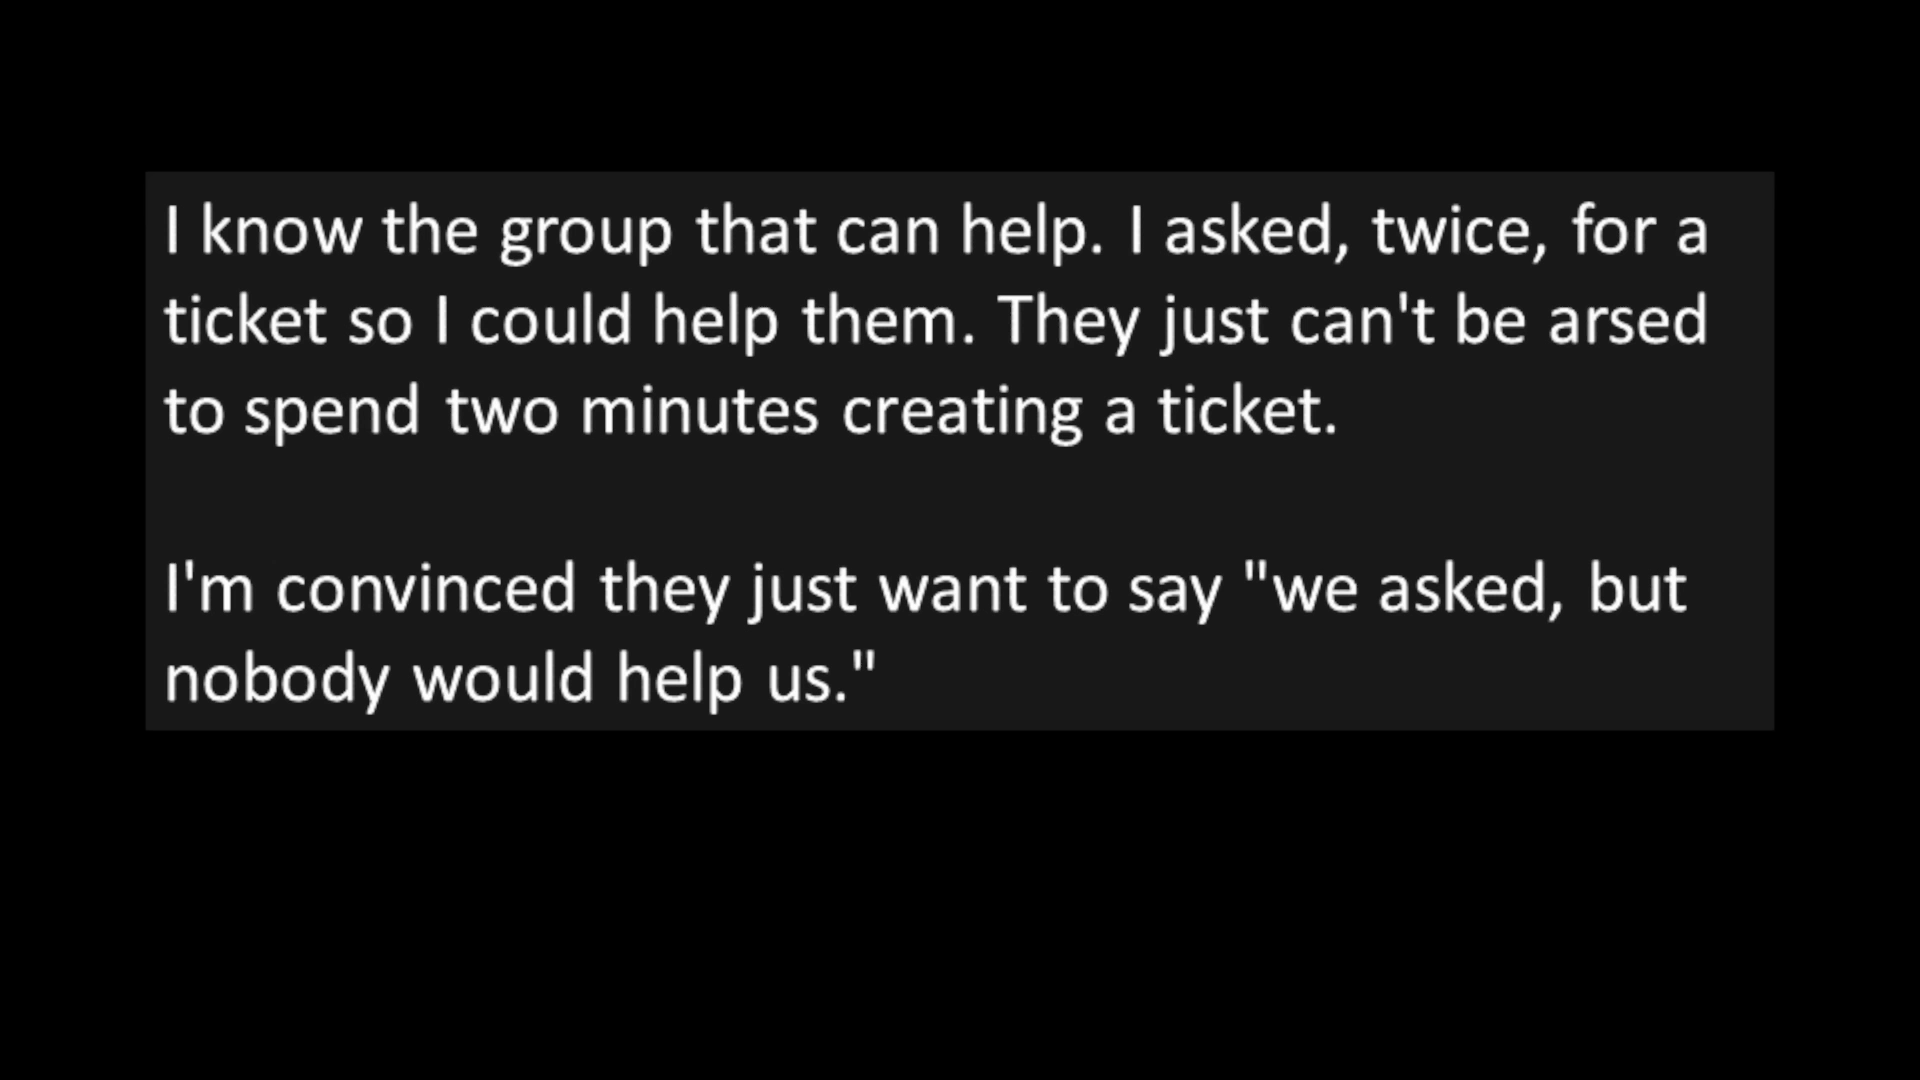 I know the group that can help. I asked, twice, for a
ticket so I could help them. They just can't be arsed
to spend two minutes creating a ticket.
I'm convinced they just want to say "we asked, but
nobody would help us."